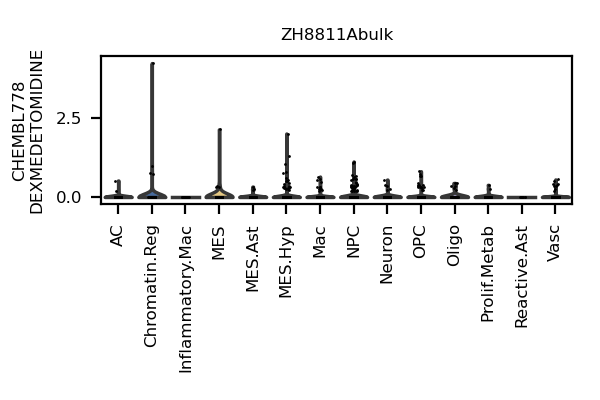 ZH8811Abulk
CHEMBL778
DEXMEDETOMIDINE
2.5
0.0
AC
Chromatin.Reg
Inflammatory.Mac
MES
MES.Ast
MES.Hyp
Mac
NPC
Neuron
OPC
Oligo
Prolif.Metab
Reactive.Ast
Vasc